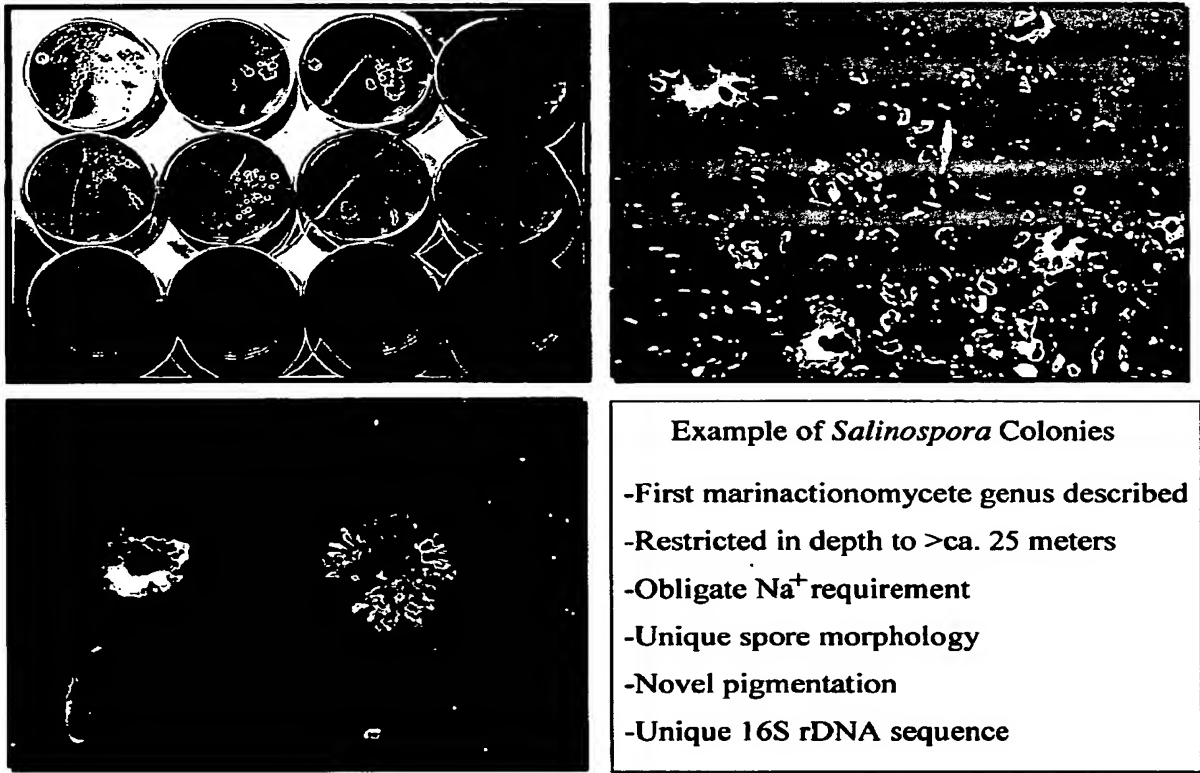 Example of Salinospora Colonies
-First marinactionomycete genus described
-Restricted in depth to >ca. 25 meters
-Obligate Na+ requirement
-Unique spore morphology
-Novel pigmentation
-Unique 16S rDNA sequence